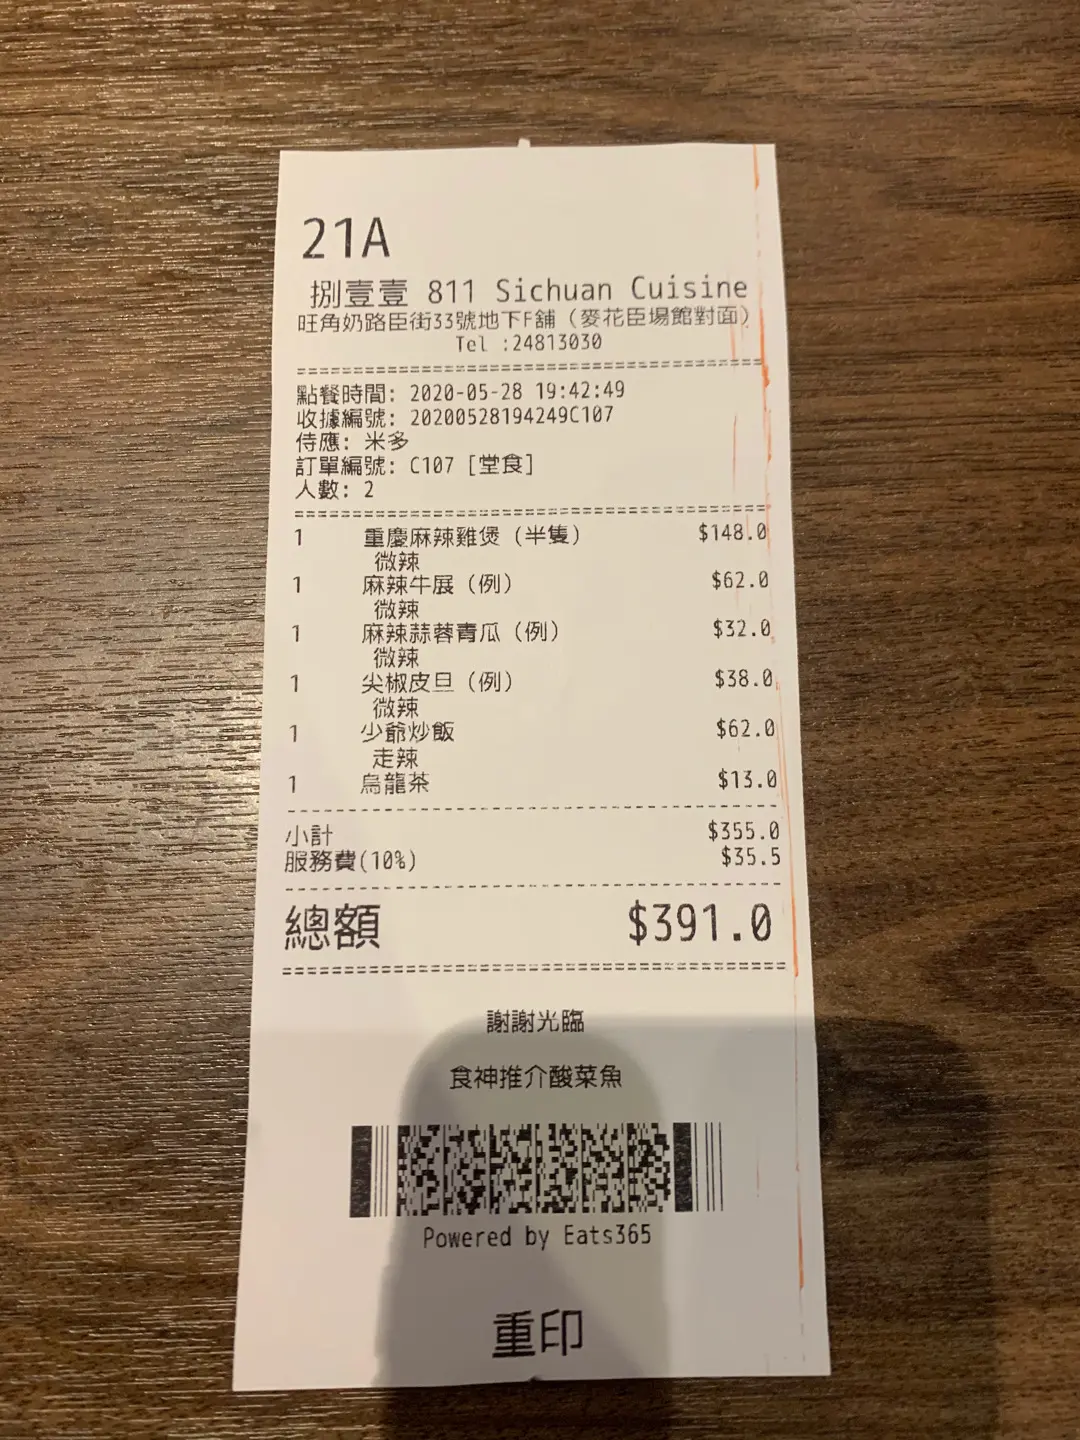 21A
捌壹壹 811 Sichuan Cuisine
旺角奶路臣街33號地下F舖（麥花臣場館對面）
Tel :24813030
點餐時間: 2020-05-28 19:42:49
收據編號: 20200528194249C107
侍應: 米多
訂單編號: C107 [堂食]
人數: 2
1 重慶麻辣雞煲（半隻） $148.0
微辣
1 麻辣牛展（例） $62.0
微辣
1 麻辣蒜蓉青瓜（例） $32.0
微辣
1 尖椒皮旦（例） $38.0
微辣
1 少爺炒飯 $62.0
走辣
1 烏龍茶 $13.0
小計 $355.0
服務費(10%) $35.5
總額 $391.0
謝謝光臨
食神推介酸菜魚
Powered by Eats365
重印